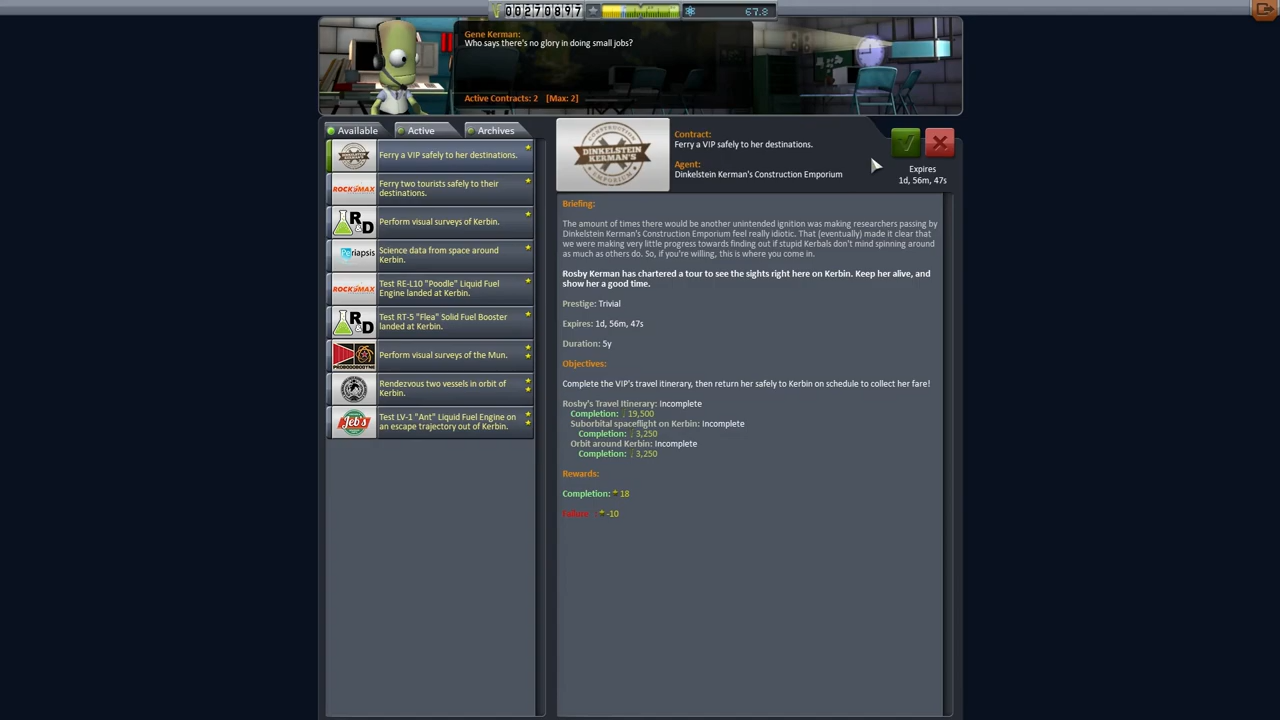 00270897
67.8
Gene Kerman:
Who says there's no glory in doing small jobs?
Active Contracts: 2 [Max: 2]
Available
Active
Archives
Ferry a VIP safely to her destinations.
ROCKOMAX
Ferry two tourists safely to their
destinations.
R&D
Perform visual surveys of Kerbin.
Periapsis
Science data from space around
Kerbin.
ROCKOMAX
Test RE-L10 "Poodle" Liquid Fuel
Engine landed at Kerbin.
R&D
Test RT-5 "Flea" Solid Fuel Booster
landed at Kerbin.
PROBODOBODYNE
Perform visual surveys of the Mun.
Rendezvous two vessels in orbit of
Kerbin.
Jeb's
Test LV-1 "Ant" Liquid Fuel Engine on
an escape trajectory out of Kerbin.
CONSTRUCTION
DINKELSTEIN
KERMAN'S
EMPORIUM
Contract:
Ferry a VIP safely to her destinations.
Agent:
Dinkelstein Kerman's Construction Emporium
Expires
1d, 56m, 47s
Briefing:
The amount of times there would be another unintended ignition was making researchers passing by
Dinkelstein Kerman's Construction Emporium feel really idiotic. That (eventually) made it clear that
we were making very little progress towards finding out if stupid Kerbals don't mind spinning around
as much as others do. So, if you're willing, this is where you come in.
Rosby Kerman has chartered a tour to see the sights right here on Kerbin. Keep her alive, and
show her a good time.
Prestige: Trivial
Expires: 1d, 56m, 47s
Duration: 5y
Objectives:
Complete the VIP's travel itinerary, then return her safely to Kerbin on schedule to collect her fare!
Rosby's Travel Itinerary: Incomplete
Completion: 19,500
Suborbital spaceflight on Kerbin: Incomplete
Completion: 3,250
Orbit around Kerbin: Incomplete
Completion: 3,250
Rewards:
Completion: 18
Failure: -10